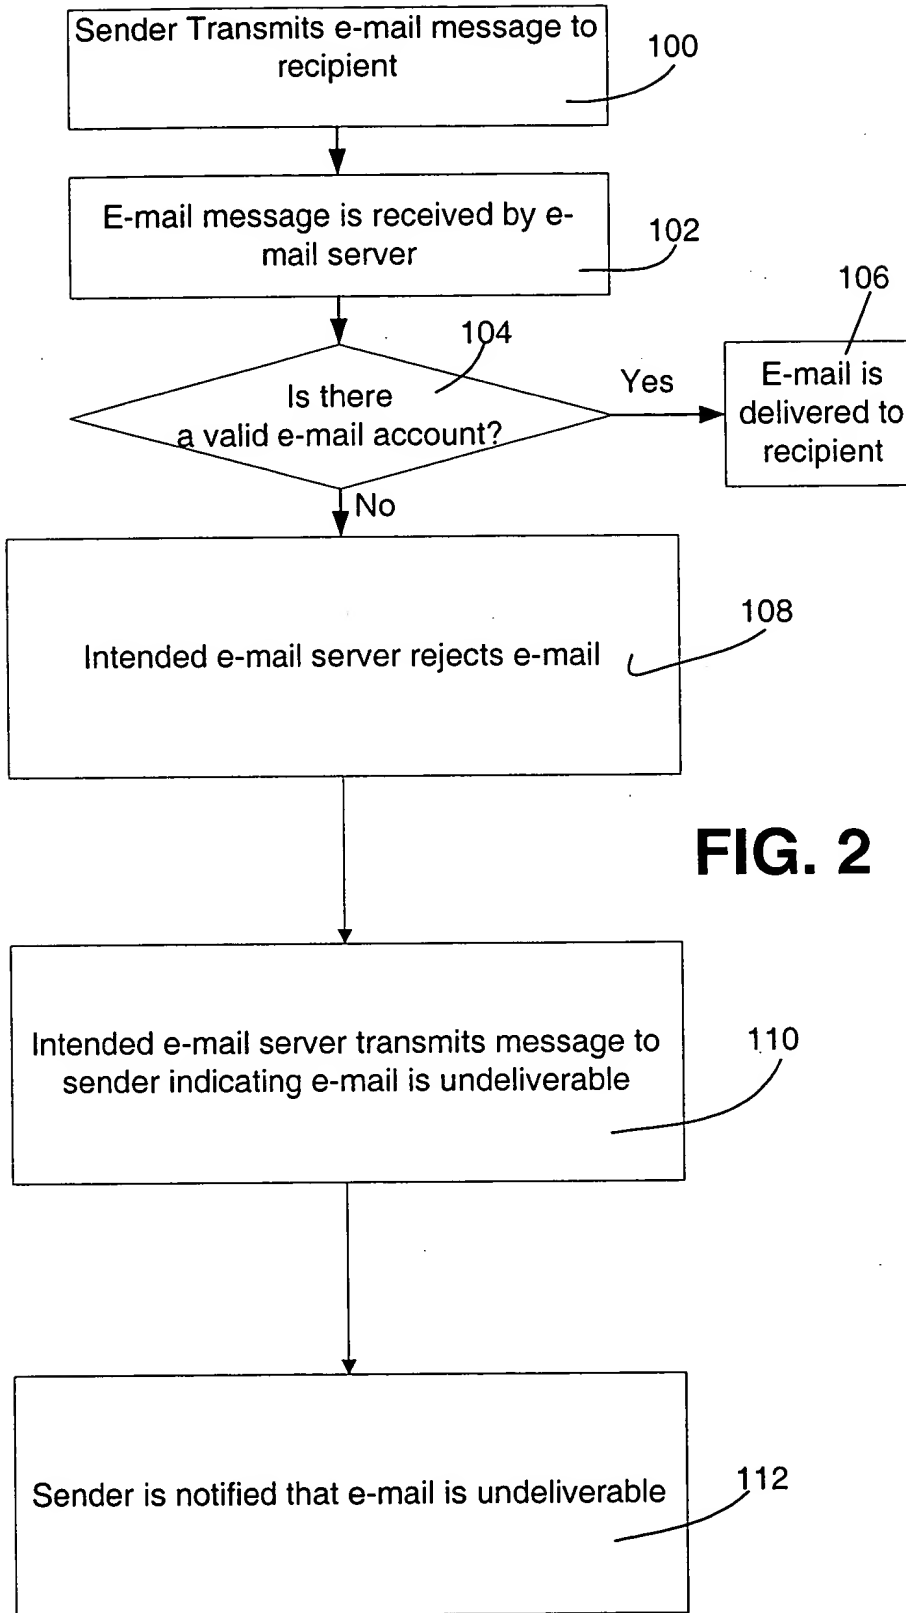 Sender Transmits e-mail message to
recipient
100
E-mail message is received by e-
mail server
102
104
106
Is there
a valid e-mail account?
Yes
E-mail is
delivered to
recipient
No
Intended e-mail server rejects e-mail
108
FIG. 2
Intended e-mail server transmits message to
sender indicating e-mail is undeliverable
110
Sender is notified that e-mail is undeliverable
112